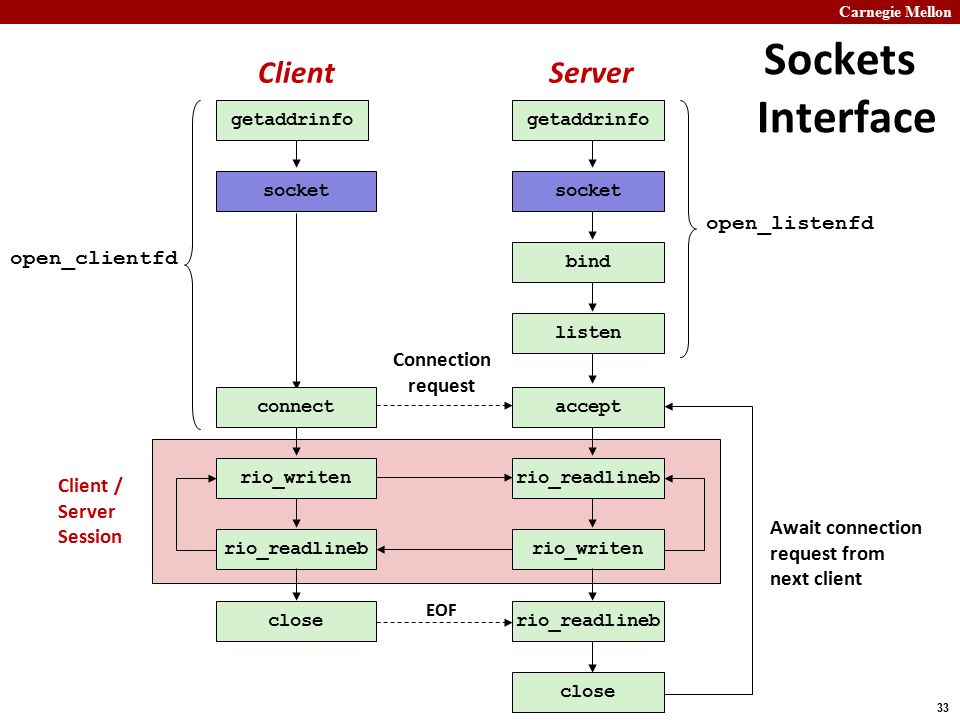 Carnegie Mellon
Sockets
Interface
Client
Server
getaddrinfo
getaddrinfo
socket
socket
open_listenfd
open_clientfd
bind
listen
Connection
request
connect
accept
Client /
Server
Session
rio_writen
rio_readlineb
rio_readlineb
rio_writen
Await connection
request from
next client
close
EOF
rio_readlineb
close
33